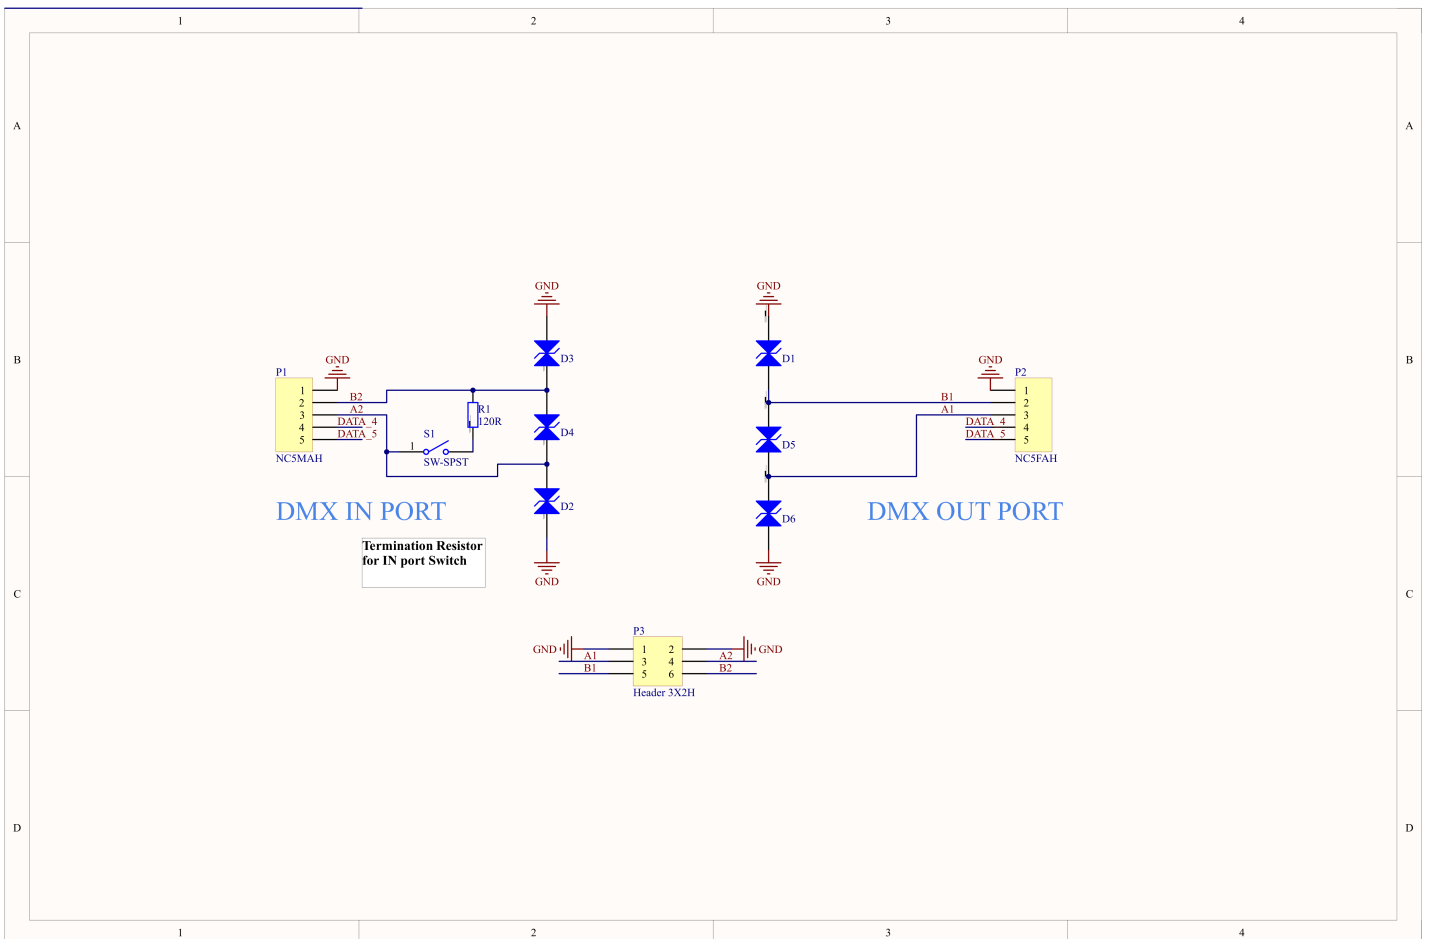 1 2 3 4
A A
GND GND
B B
GND GND
D3 D1
P1 P2
1 1
2 B2 B1 2
3 A2 A1 3
4 DATA_4 DATA_4 4
5 DATA_5 DATA_5 5
R1
120R
S1
1
SW-SPST
D4 D5
NC5MAH NC5FAH
DMX IN PORT DMX OUT PORT
D2 D6
Termination Resistor
for IN port Switch
GND GND
C C
P3
GND 1 2 GND
A1 3 4 A2
B1 5 6 B2
Header 3X2H
D D
1 2 3 4